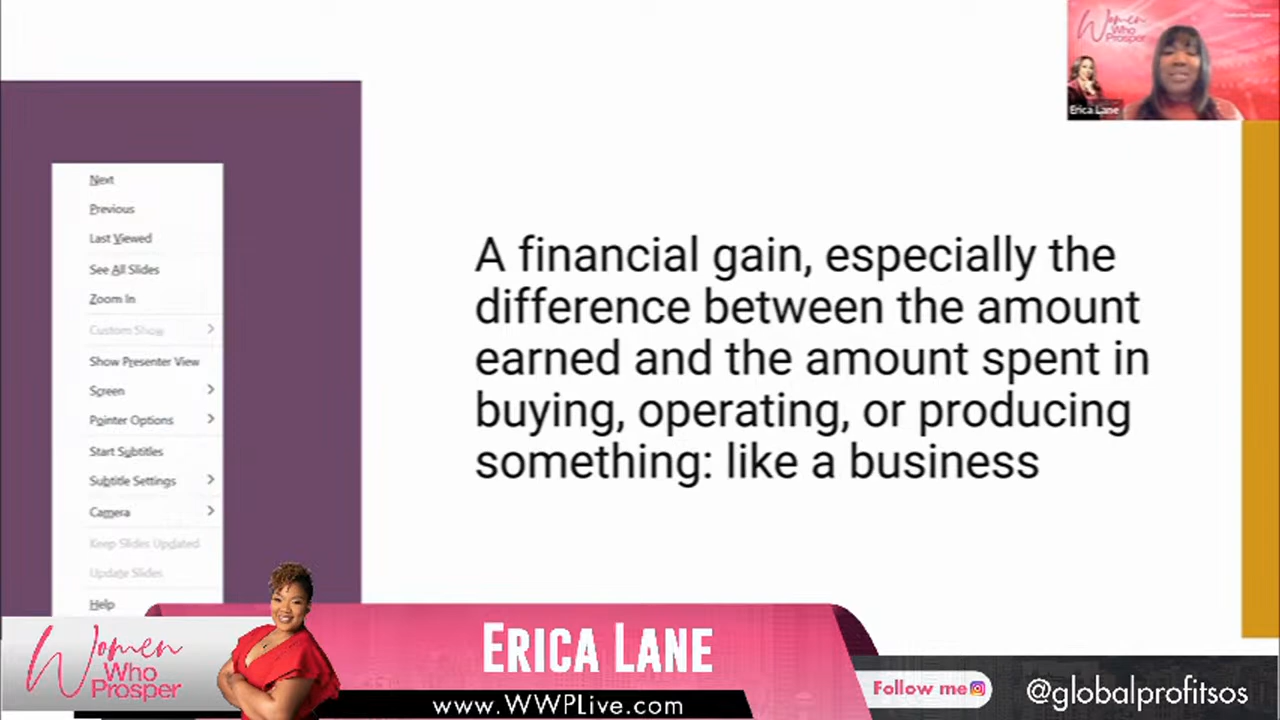 Women
Who
Prosper
Erica Lane
Next
Previous
Last Viewed
See All Slides
Zoom In
Custom Show
Show Presenter View
Screen
Pointer Options
Start Subtitles
Subtitle Settings
Camera
Keep Slides Updated
Update Slides
Help
A financial gain, especially the
difference between the amount
earned and the amount spent in
buying, operating, or producing
something: like a business
Women
Who
Prosper
ERICA LANE
www.WWPLive.com
Follow me
@globalprofitsos